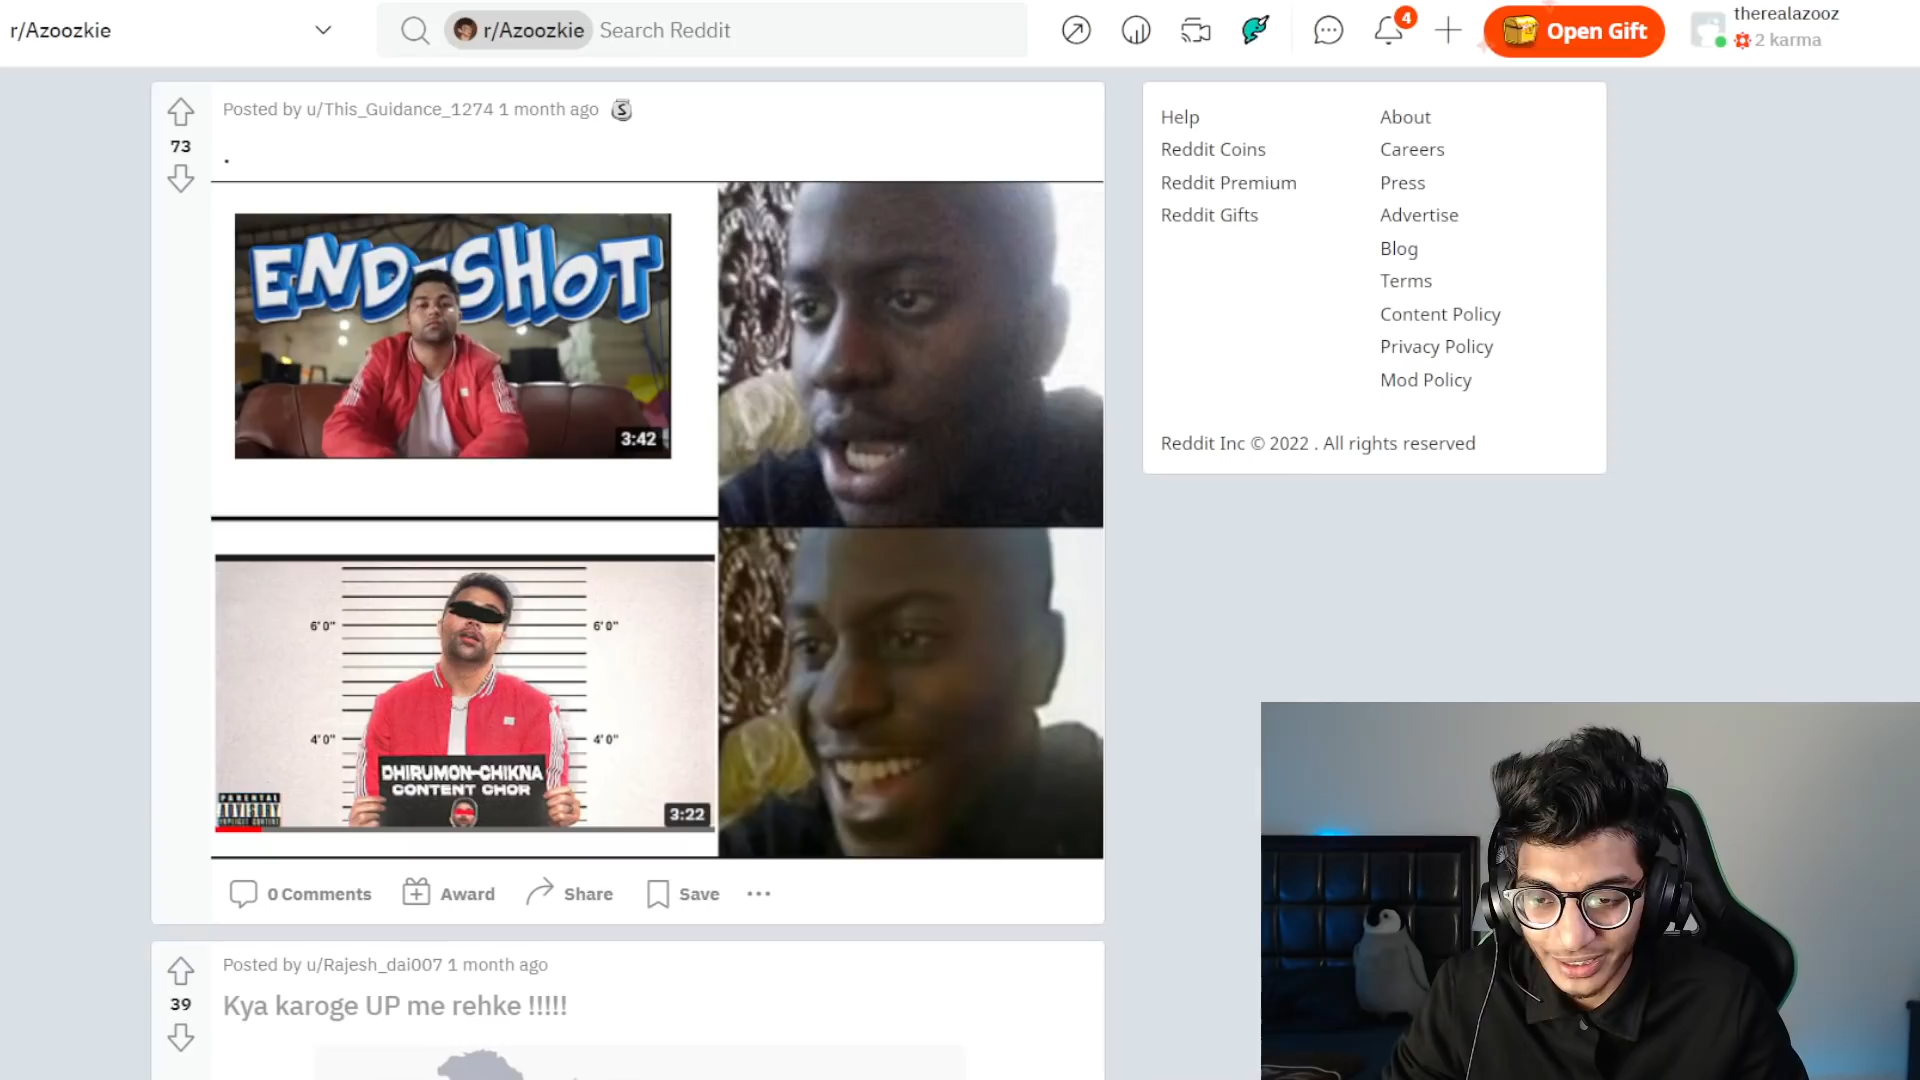 r/Azoozkie
r/Azoozkie Search Reddit
4
Open Gift
therealazooz
2 karma
Posted by u/This_Guidance_1274 1 month ago
S
73
.
END-SHOT
3:42
6'0" 6'0"
4'0" 4'0"
DHIRUMON-CHIKNA
CONTENT CHOR
PARENTAL
ADVISORY
EXPLICIT CONTENT
3:22
0 Comments Award Share Save
Posted by u/Rajesh_dai007 1 month ago
39
Kya karoge UP me rehke !!!!!
Help
Reddit Coins
Reddit Premium
Reddit Gifts
About
Careers
Press
Advertise
Blog
Terms
Content Policy
Privacy Policy
Mod Policy
Reddit Inc © 2022 . All rights reserved